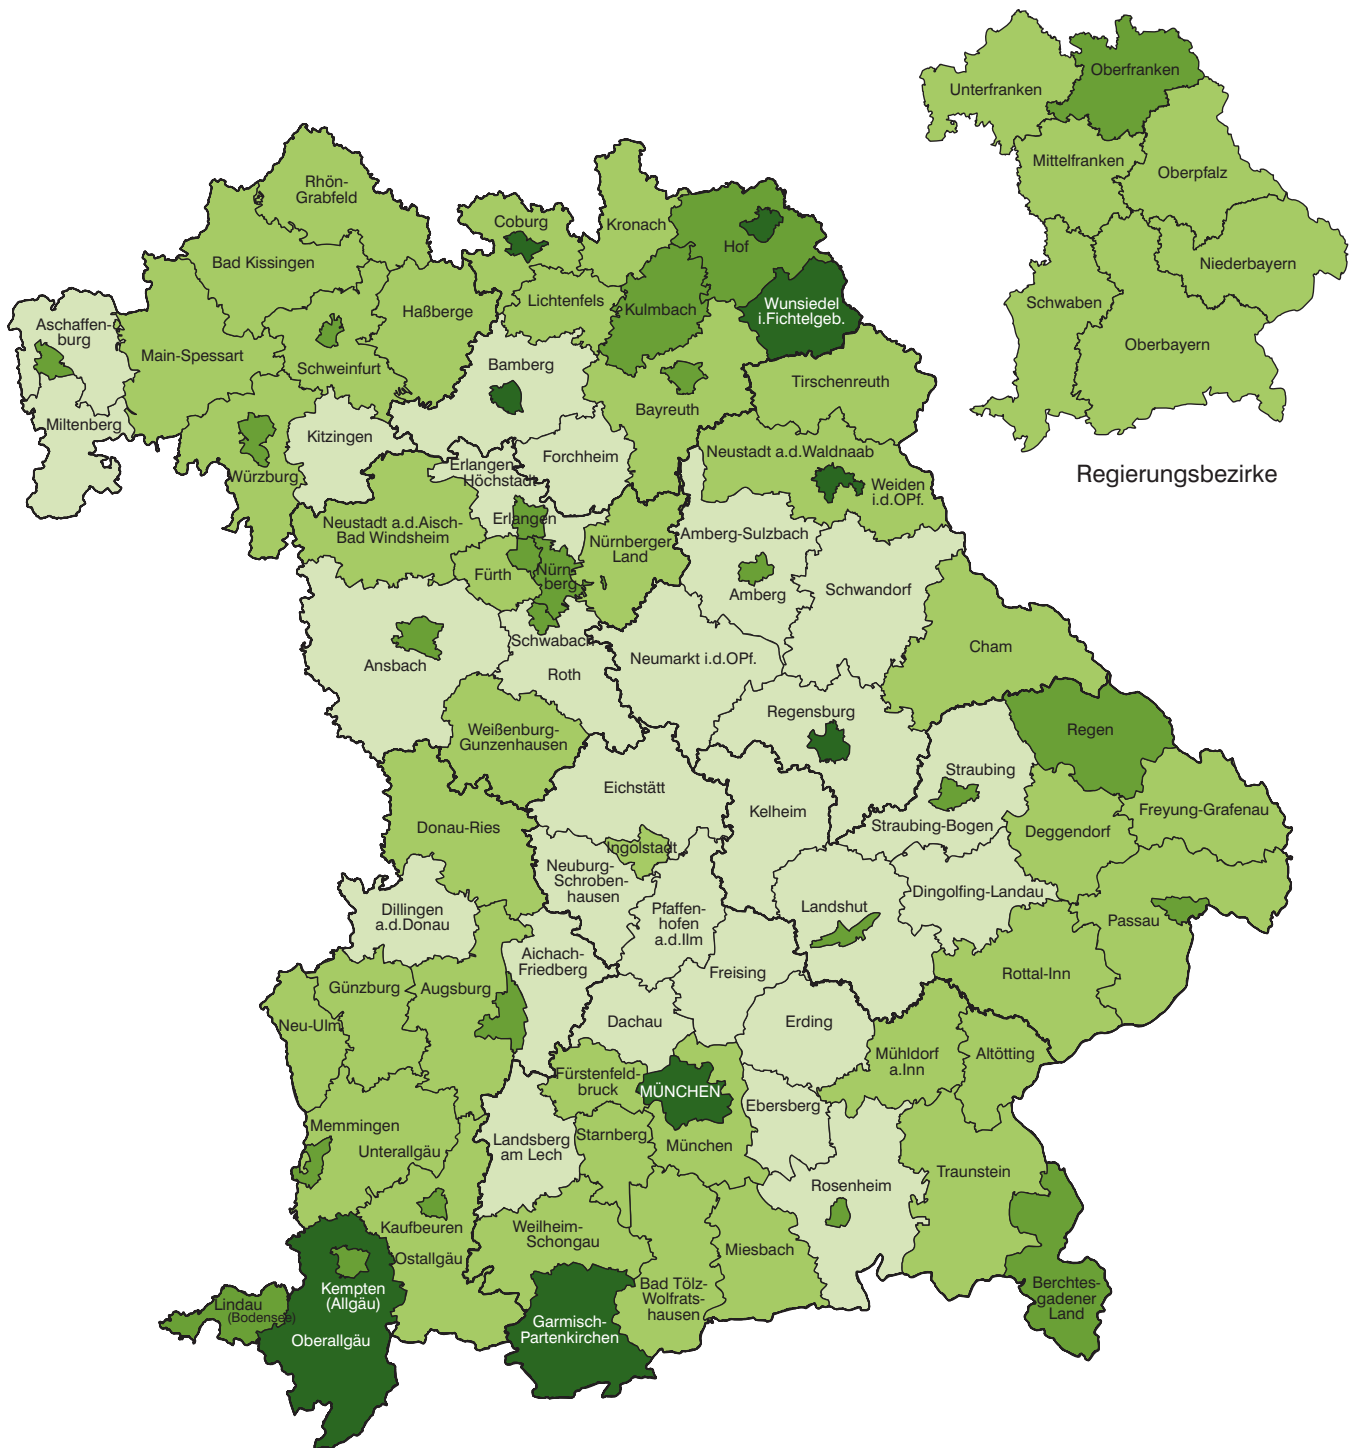 Oberfranken
Unterfranken
Mittelfranken
Oberpfalz
Niederbayern
Schwaben
Oberbayern
Regierungsbezirke
Rhön-
Grabfeld
Coburg
Kronach
Hof
Bad Kissingen
Lichtenfels
Kulmbach
Wunsiedel
i.Fichtelgeb.
Haßberge
Aschaffen-
burg
Main-Spessart
Schweinfurt
Bamberg
Tirschenreuth
Bayreuth
Miltenberg
Kitzingen
Forchheim
Neustadt a.d.Waldnaab
Würzburg
Erlangen-
Höchstadt
Weiden
i.d.OPf.
Neustadt a.d.Aisch-
Bad Windsheim
Erlangen
Nürnberger
Land
Amberg-Sulzbach
Fürth
Nürn-
berg
Amberg
Schwandorf
Schwabach
Ansbach
Roth
Neumarkt i.d.OPf.
Cham
Regensburg
Weißenburg-
Gunzenhausen
Regen
Straubing
Eichstätt
Kelheim
Freyung-Grafenau
Donau-Ries
Straubing-Bogen
Deggendorf
Ingolstadt
Neuburg-
Schroben-
hausen
Dingolfing-Landau
Dillingen
a.d.Donau
Pfaffen-
hofen
a.d.Ilm
Landshut
Passau
Aichach-
Friedberg
Freising
Rottal-Inn
Günzburg
Augsburg
Neu-Ulm
Dachau
Erding
Mühldorf
a.Inn
Altötting
Fürstenfeld-
bruck
MÜNCHEN
Ebersberg
Memmingen
Unterallgäu
Landsberg
am Lech
Starnberg
München
Traunstein
Rosenheim
Kaufbeuren
Ostallgäu
Weilheim-
Schongau
Miesbach
Bad Tölz-
Wolfrats-
hausen
Berchtes-
gadener
Land
Kempten
(Allgäu)
Lindau
(Bodensee)
Oberallgäu
Garmisch-
Partenkirchen